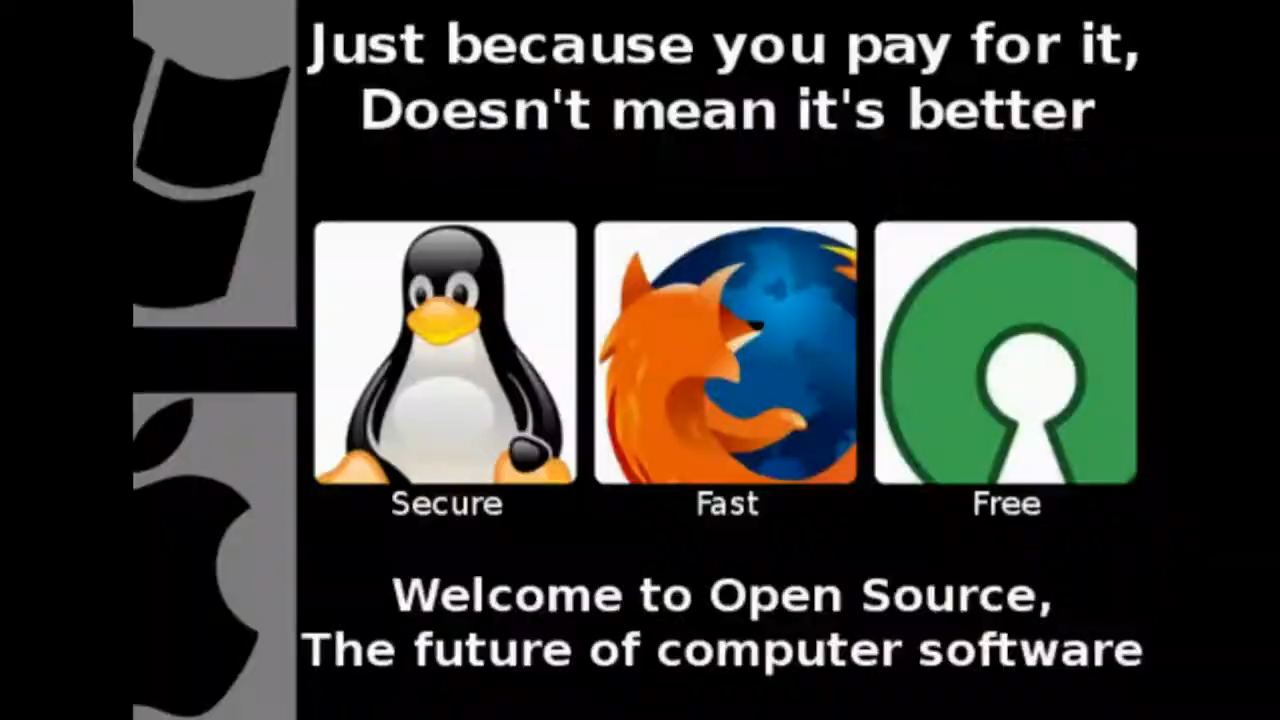 Just because you pay for it,
Doesn't mean it's better
Secure
Fast
Free
Welcome to Open Source,
The future of computer software